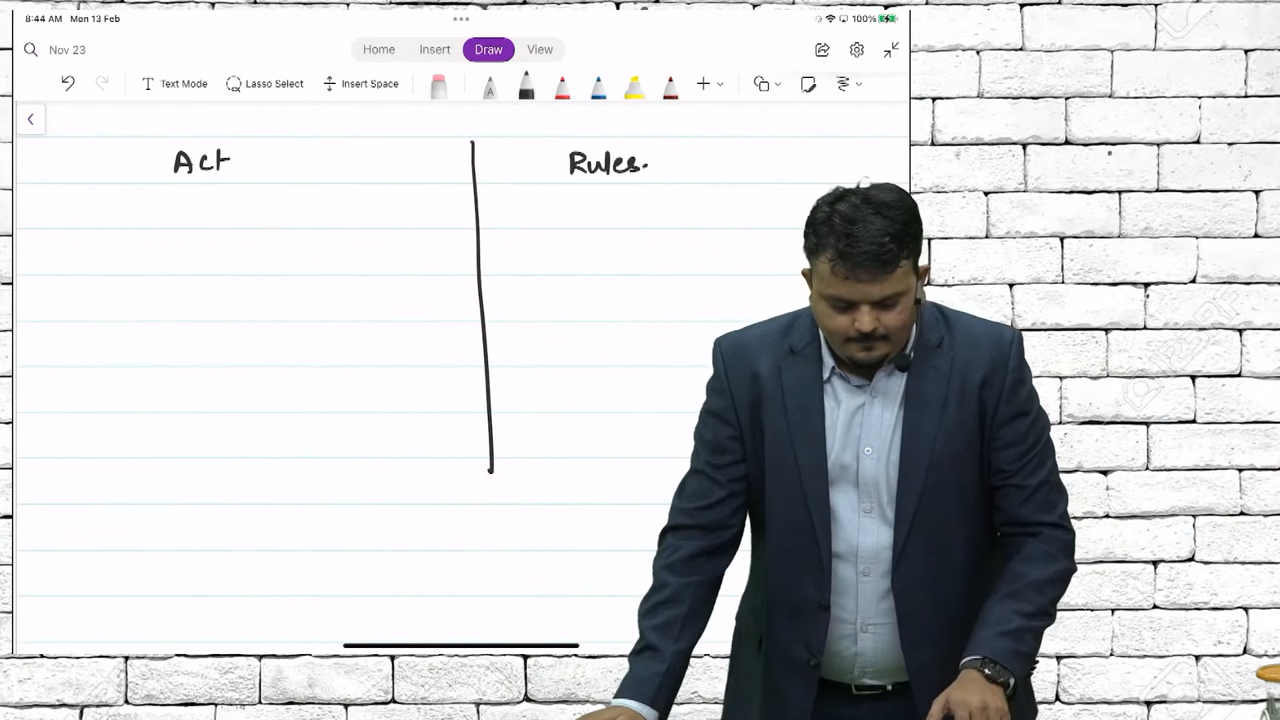 8:44 AM Mon 13 Feb
100%
Nov 23
Home Insert Draw View
Text Mode Lasso Select Insert Space
Act
Rules.